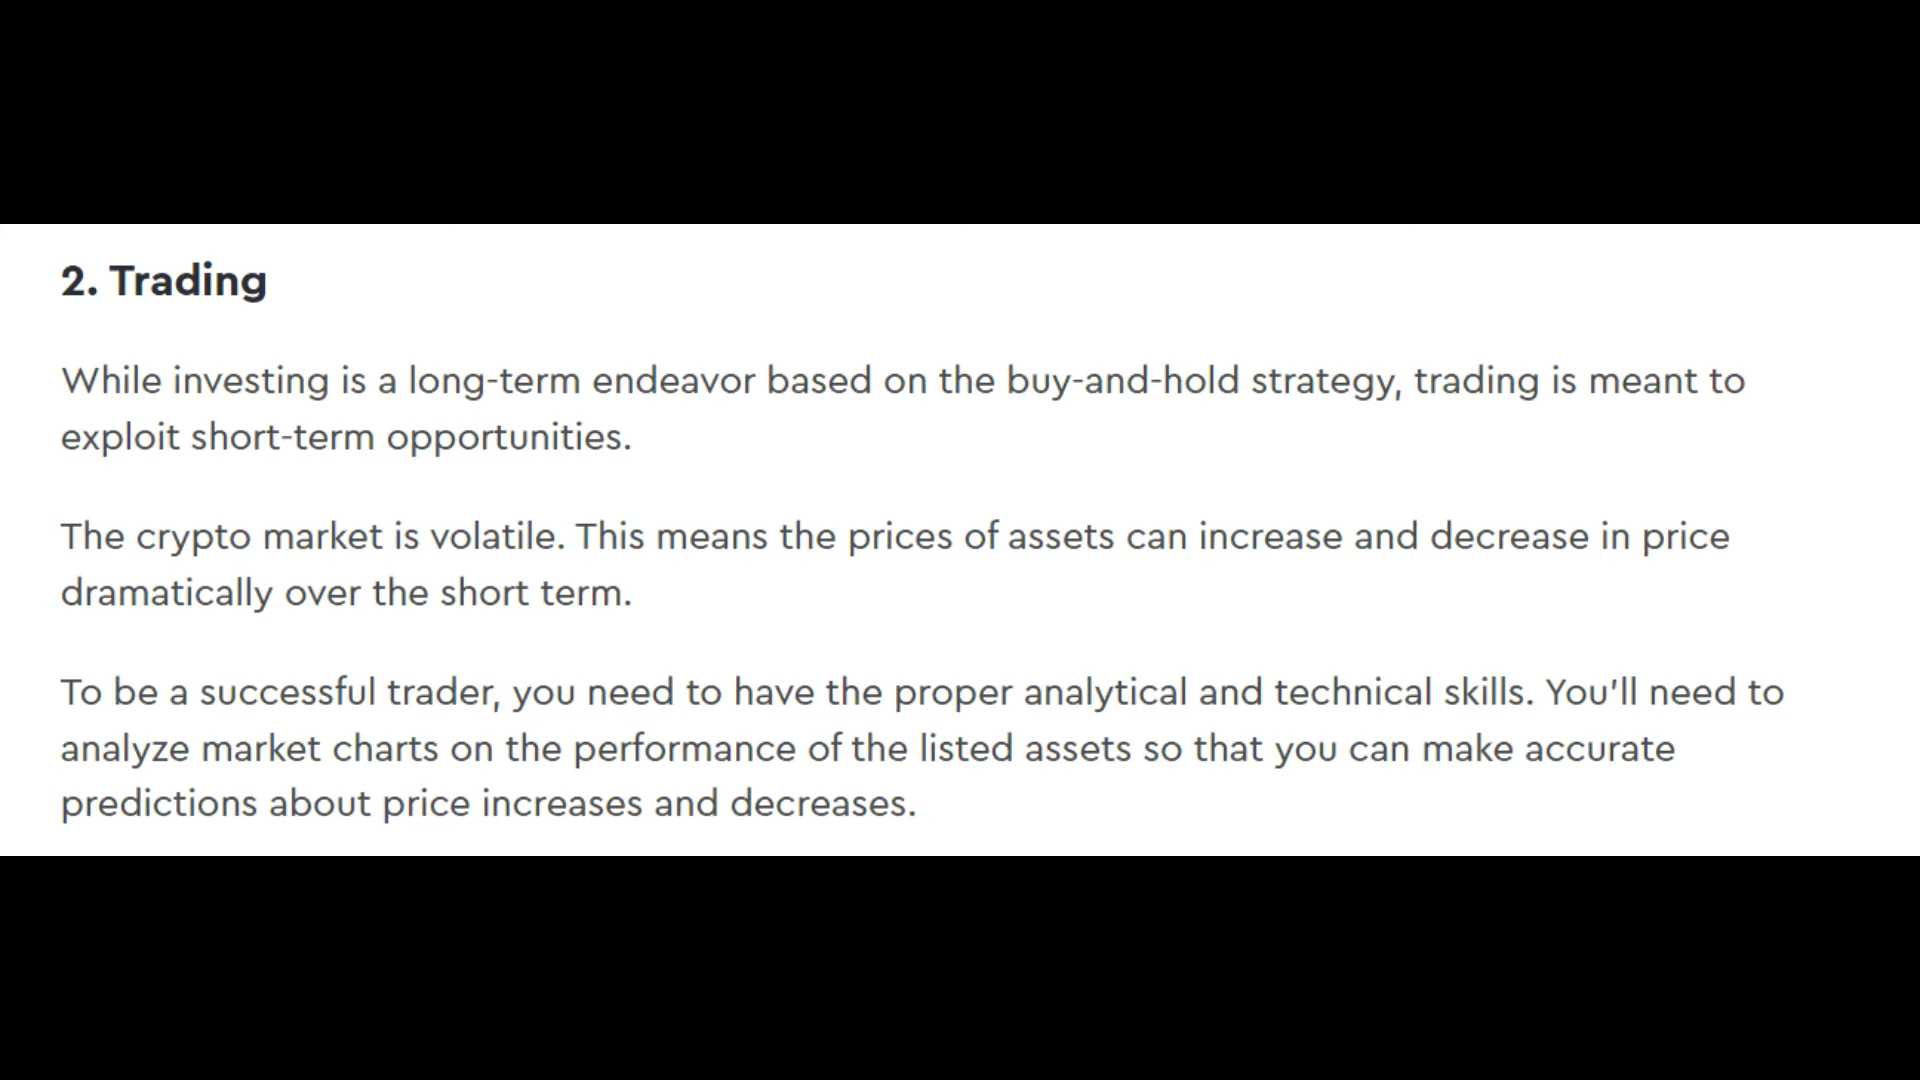 2. Trading
While investing is a long-term endeavor based on the buy-and-hold strategy, trading is meant to
exploit short-term opportunities.
The crypto market is volatile. This means the prices of assets can increase and decrease in price
dramatically over the short term.
To be a successful trader, you need to have the proper analytical and technical skills. You’ll need to
analyze market charts on the performance of the listed assets so that you can make accurate
predictions about price increases and decreases.